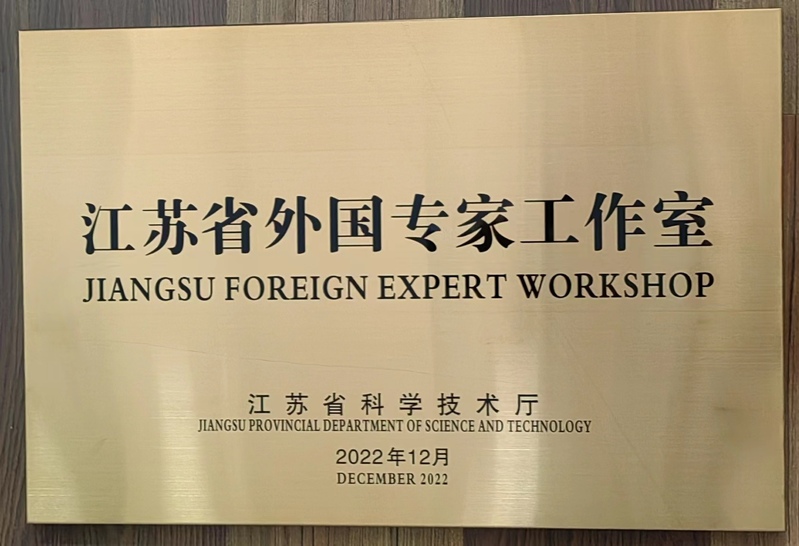 江苏省外国专家工作室
JIANGSU FOREIGN EXPERT WORKSHOP
江苏省科学技术厅
JIANGSU PROVINCIAL DEPARTMENT OF SCIENCE AND TECHNOLOGY
2022年12月
DECEMBER 2022